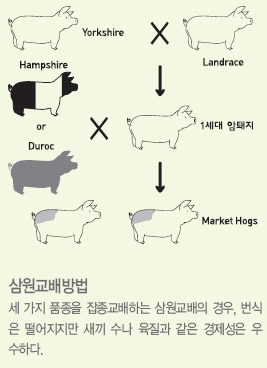 Yorkshire
Landrace
Hampshire
or
1세대 암퇘지
Duroc
Market Hogs
삼원교배방법
세 가지 품종을 집종교배하는 삼원교배의 경우, 번식
은 떨어지지만 새끼 수나 육질과 같은 경제성은 우
수하다.